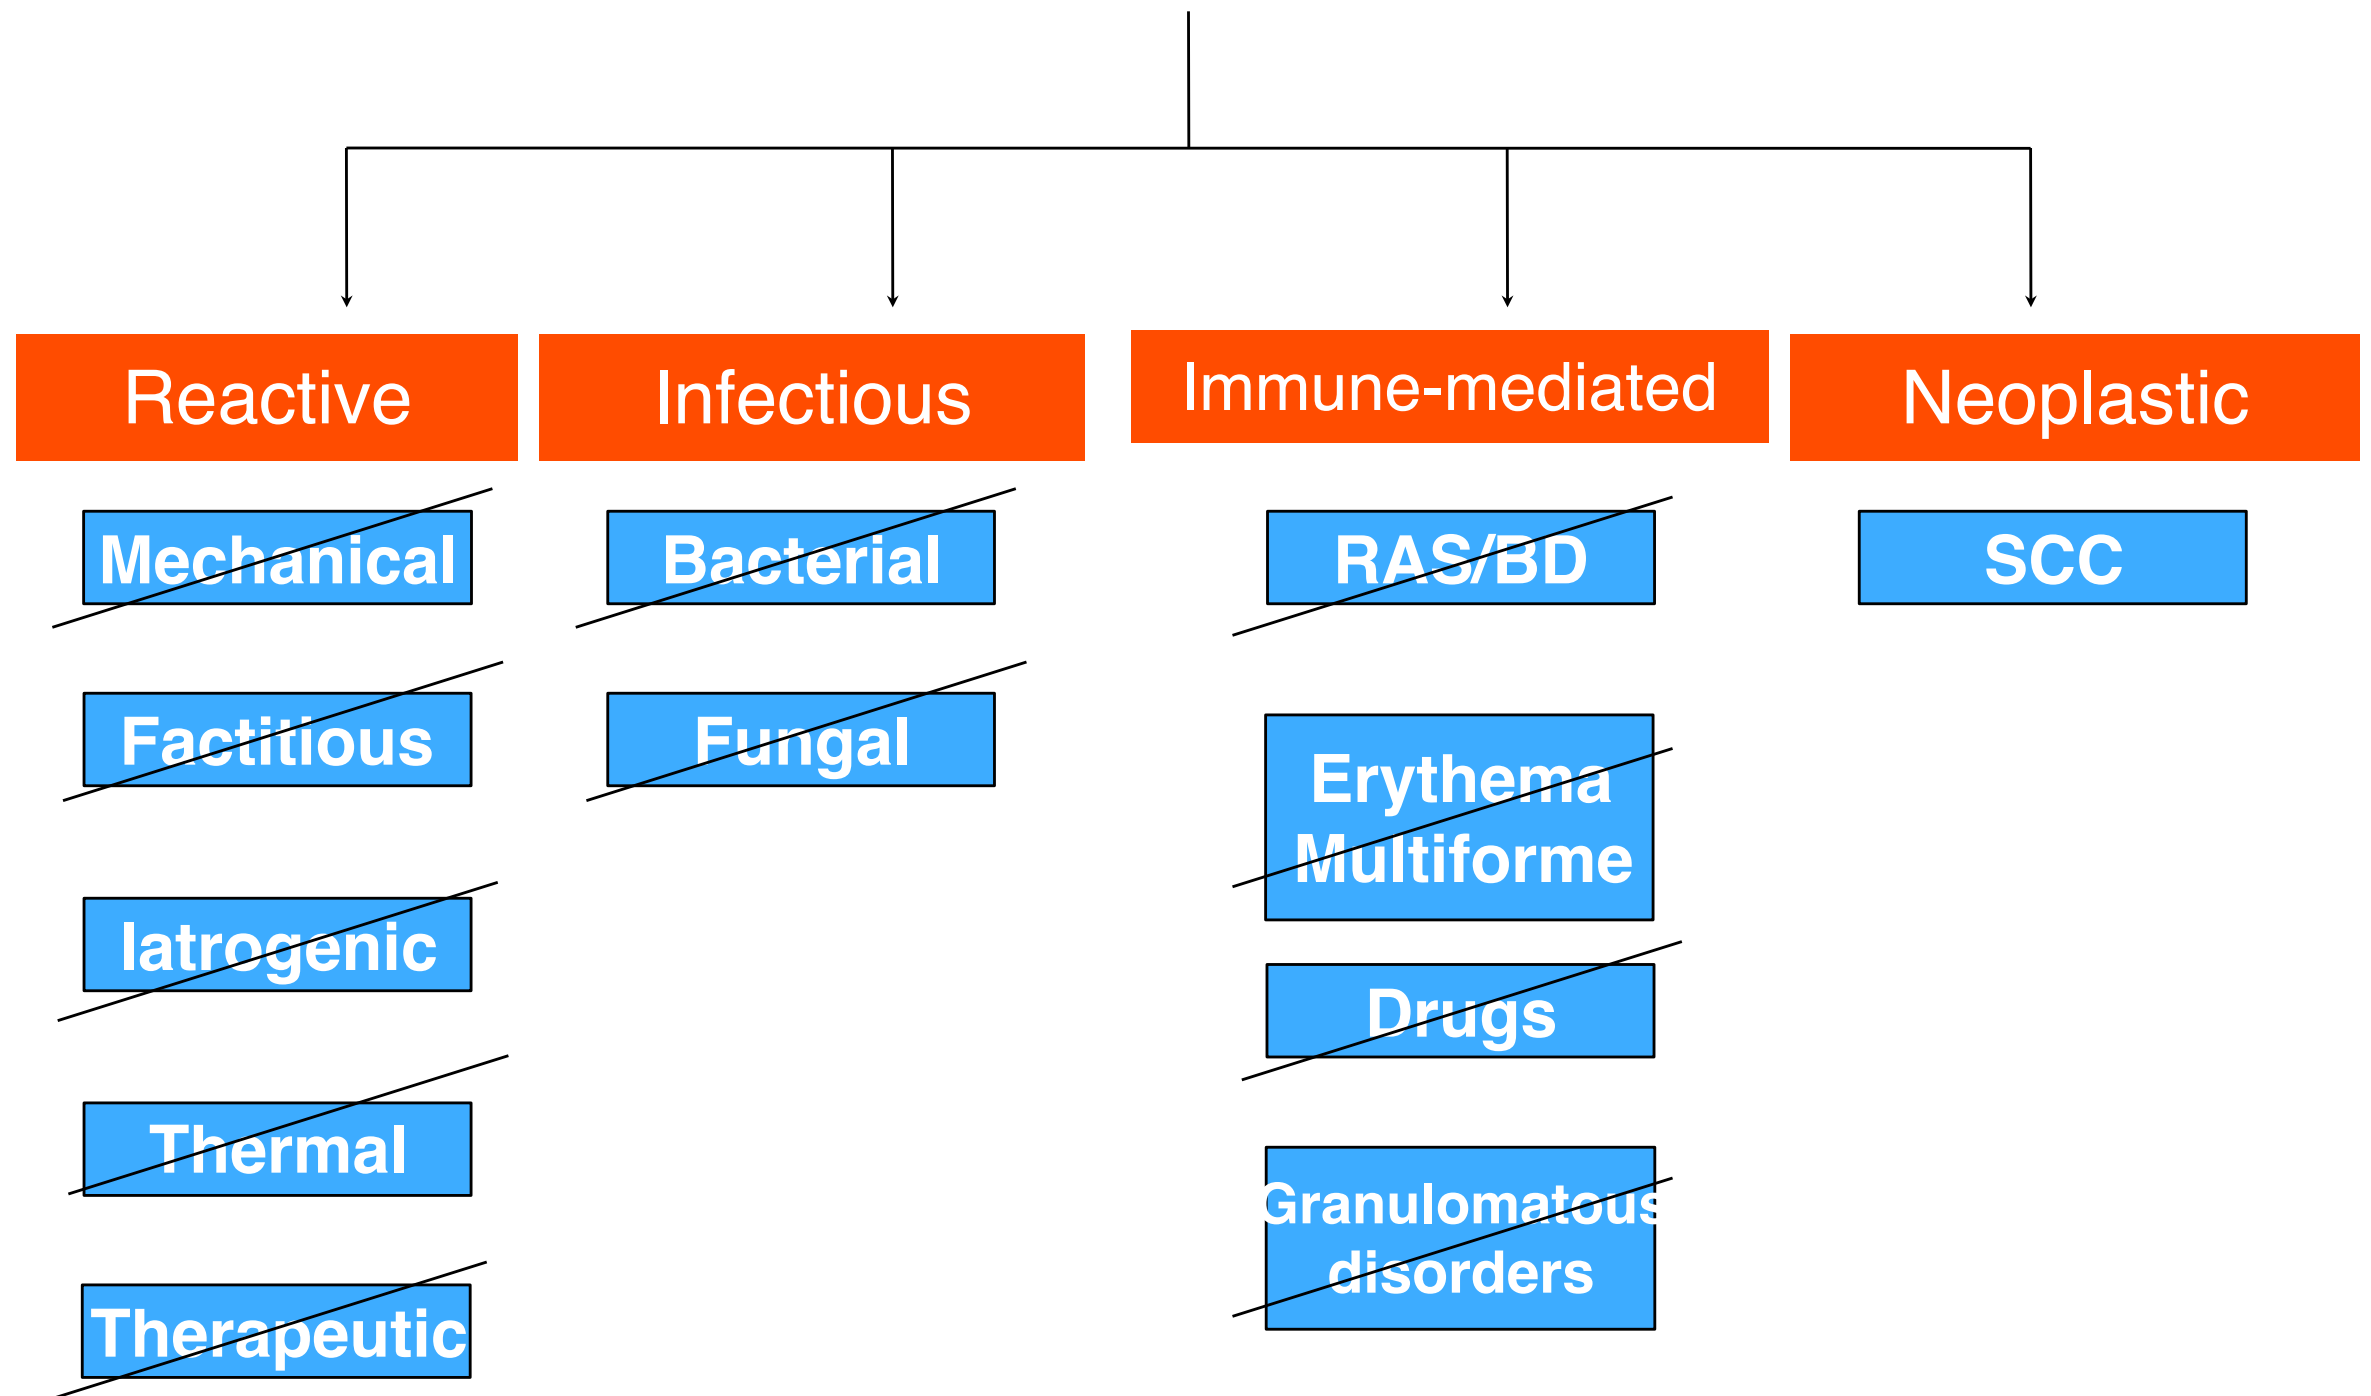 Reactive
Infectious
Immune-mediated
Neoplastic
Mechanical
Bacterial
RAS/BD
SCC
Factitious
Fungal
Erythema
Multiforme
Iatrogenic
Drugs
Thermal
Granulomatous
disorders
Therapeutic